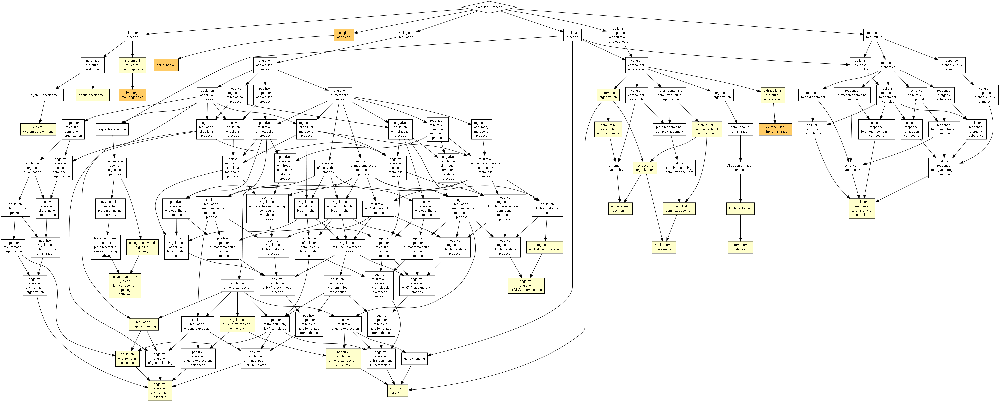 biological_process
developmental
process
biological
adhesion
biological
regulation
cellular
process
cellular
component
organization
or biogenesis
response
to stimulus
anatomical
structure
development
anatomical
structure
morphogenesis
cell adhesion
regulation
of biological
process
cellular
component
organization
cellular
response
to stimulus
response
to chemical
response
to endogenous
stimulus
system development
tissue development
animal organ
morphogenesis
regulation
of cellular
process
negative
regulation
of biological
process
positive
regulation
of biological
process
regulation
of metabolic
process
chromatin
organization
cellular
component
assembly
protein-containing
complex subunit
organization
organelle
organization
extracellular
structure
organization
response
to acid chemical
response
to oxygen-containing
compound
cellular
response
to chemical
stimulus
response
to nitrogen
compound
response
to organic
substance
cellular
response
to endogenous
stimulus
skeletal
system development
regulation
of cellular
component
organization
signal transduction
negative
regulation
of cellular
process
positive
regulation
of cellular
process
positive
regulation
of metabolic
process
regulation
of cellular
metabolic
process
negative
regulation
of metabolic
process
regulation
of nitrogen
compound
metabolic
process
regulation
of primary
metabolic
process
chromatin
assembly
or disassembly
protein-containing
complex assembly
protein-DNA
complex subunit
organization
chromosome
organization
extracellular
matrix organization
cellular
response
to acid chemical
cellular
response
to oxygen-containing
compound
cellular
response
to nitrogen
compound
response
to organonitrogen
compound
cellular
response
to organic
substance
regulation
of organelle
organization
negative
regulation
of cellular
component
organization
cell surface
receptor
signaling
pathway
positive
regulation
of cellular
metabolic
process
positive
regulation
of nitrogen
compound
metabolic
process
regulation
of biosynthetic
process
regulation
of macromolecule
metabolic
process
negative
regulation
of cellular
metabolic
process
negative
regulation
of nitrogen
compound
metabolic
process
regulation
of nucleobase-containing
compound
metabolic
process
chromatin
assembly
nucleosome
organization
cellular
protein-containing
complex assembly
DNA conformation
change
response
to amino acid
cellular
response
to organonitrogen
compound
regulation
of chromosome
organization
negative
regulation
of organelle
organization
enzyme linked
receptor
protein signaling
pathway
positive
regulation
of biosynthetic
process
positive
regulation
of macromolecule
metabolic
process
positive
regulation
of nucleobase-containing
compound
metabolic
process
regulation
of cellular
biosynthetic
process
regulation
of macromolecule
biosynthetic
process
regulation
of RNA metabolic
process
negative
regulation
of biosynthetic
process
negative
regulation
of macromolecule
metabolic
process
negative
regulation
of nucleobase-containing
compound
metabolic
process
regulation
of DNA metabolic
process
nucleosome
positioning
protein-DNA
complex assembly
DNA packaging
cellular
response
to amino acid
stimulus
regulation
of chromatin
organization
negative
regulation
of chromosome
organization
transmembrane
receptor
protein tyrosine
kinase signaling
pathway
collagen-activated
signaling
pathway
positive
regulation
of cellular
biosynthetic
process
positive
regulation
of macromolecule
biosynthetic
process
positive
regulation
of RNA metabolic
process
regulation
of cellular
macromolecule
biosynthetic
process
regulation
of RNA biosynthetic
process
negative
regulation
of cellular
biosynthetic
process
negative
regulation
of macromolecule
biosynthetic
process
negative
regulation
of RNA metabolic
process
negative
regulation
of DNA metabolic
process
regulation
of DNA recombination
nucleosome
assembly
chromosome
condensation
negative
regulation
of chromatin
organization
collagen-activated
tyrosine
kinase receptor
signaling
pathway
regulation
of gene expression
positive
regulation
of RNA biosynthetic
process
regulation
of nucleic
acid-templated
transcription
negative
regulation
of cellular
macromolecule
biosynthetic
process
negative
regulation
of RNA biosynthetic
process
negative
regulation
of DNA recombination
regulation
of gene silencing
positive
regulation
of gene expression
regulation
of gene expression,
epigenetic
regulation
of transcription,
DNA-templated
positive
regulation
of nucleic
acid-templated
transcription
negative
regulation
of gene expression
negative
regulation
of nucleic
acid-templated
transcription
regulation
of chromatin
silencing
negative
regulation
of gene silencing
positive
regulation
of gene expression,
epigenetic
positive
regulation
of transcription,
DNA-templated
negative
regulation
of gene expression,
epigenetic
negative
regulation
of transcription,
DNA-templated
gene silencing
negative
regulation
of chromatin
silencing
chromatin
silencing